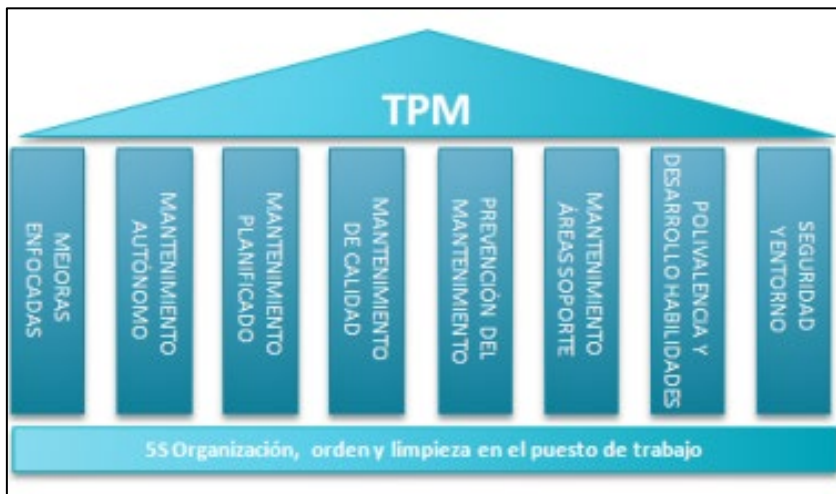 TPM
MEJORAS
ENFOCADAS
MANTENIMIENTO
AUTÓNOMO
MANTENIMIENTO
PLANIFICADO
MANTENIMIENTO
DE CALIDAD
PREVENCIÓN DEL
MANTENIMIENTO
MANTENIMIENTO
ÁREAS SOPORTE
POLIVALENCIA Y
DESARROLLO HABILIDADES
SEGURIDAD
Y ENTORNO
5S Organización, orden y limpieza en el puesto de trabajo